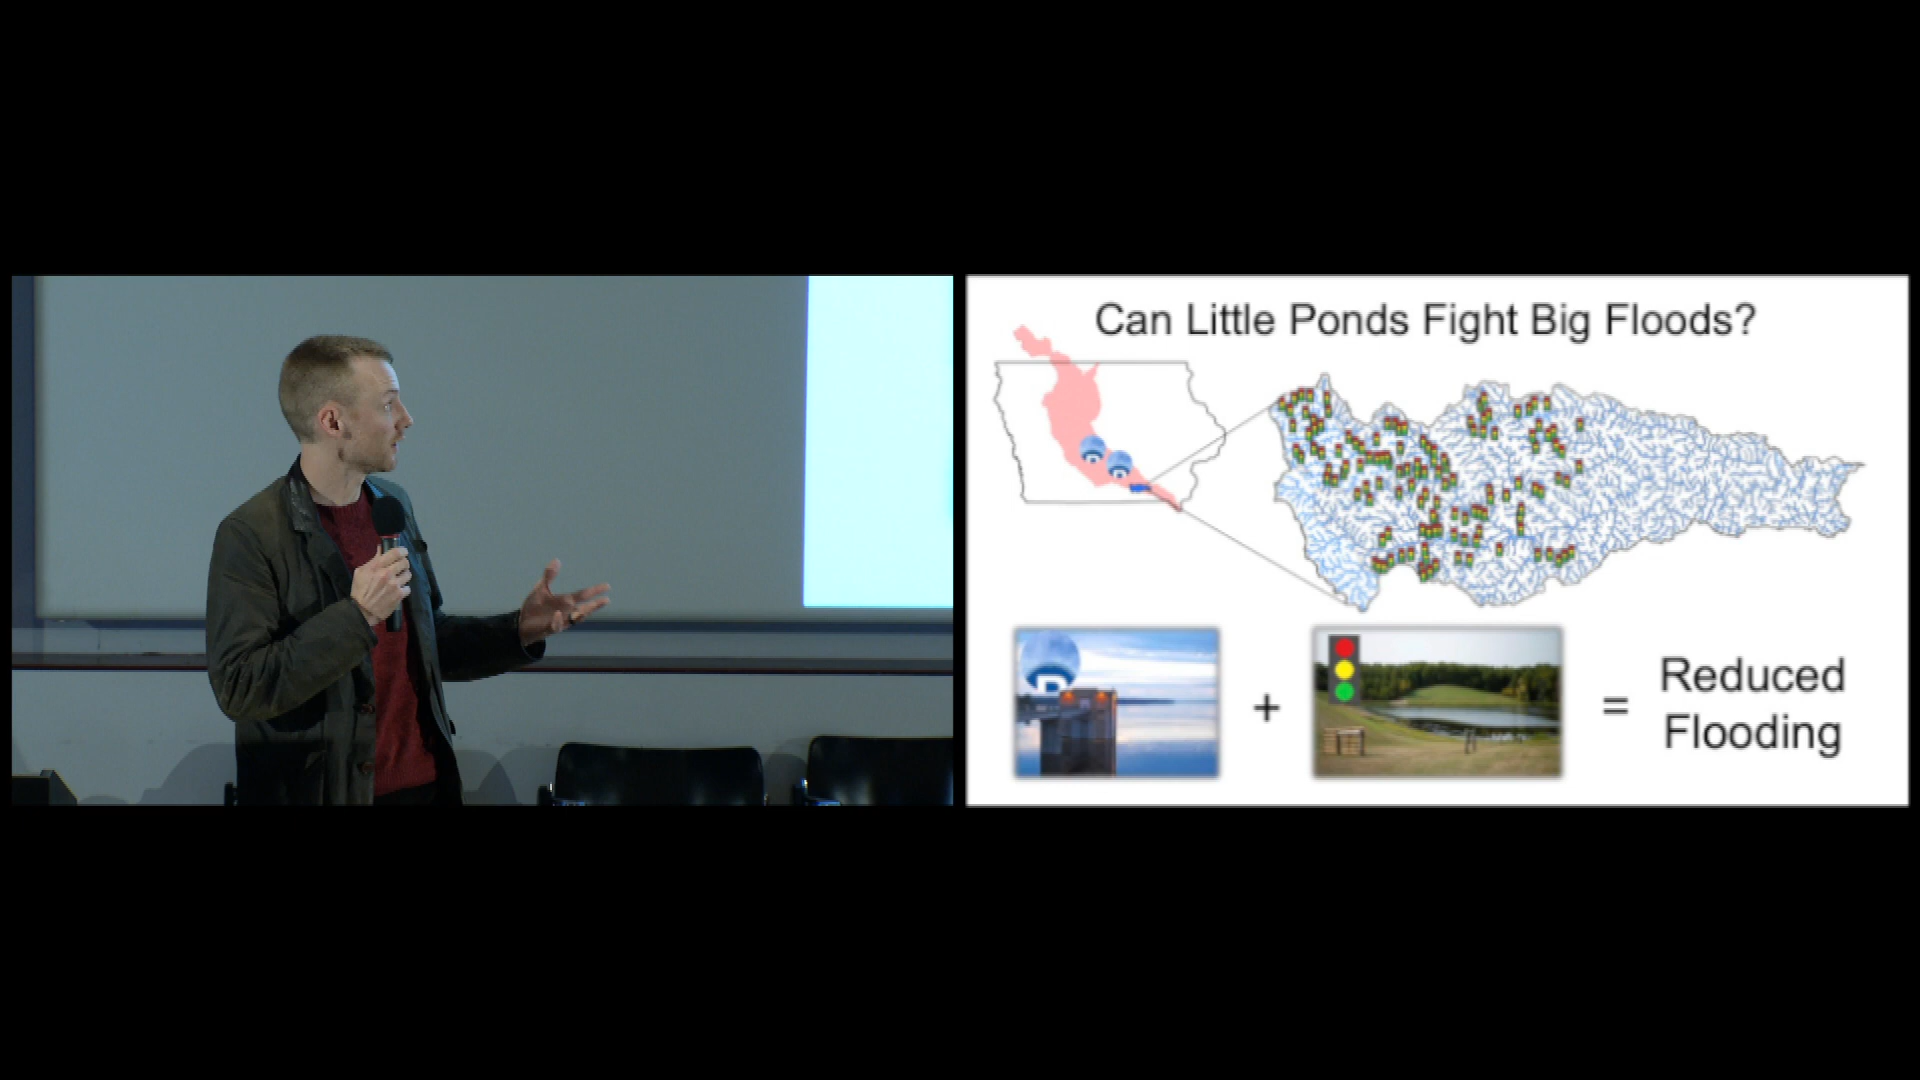 Can Little Ponds Fight Big Floods?
+
=
Reduced
Flooding